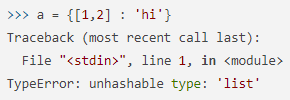 >>> a = {[1,2] : 'hi'}
Traceback (most recent call last):
  File "<stdin>", line 1, in <module>
TypeError: unhashable type: 'list'